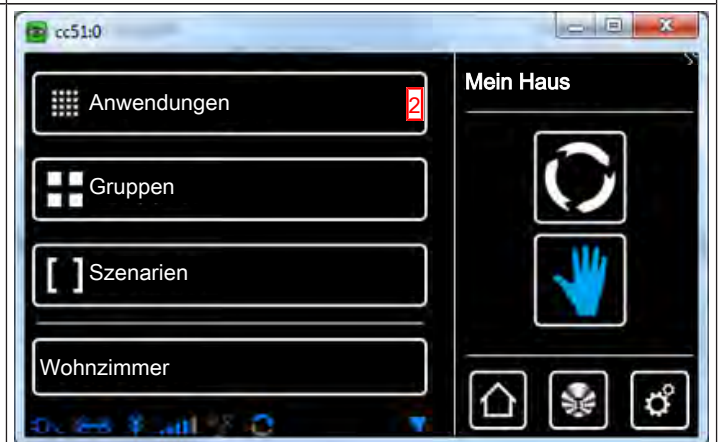 cc51:0
Anwendungen 2
Gruppen
Szenarien
Wohnzimmer
Mein Haus